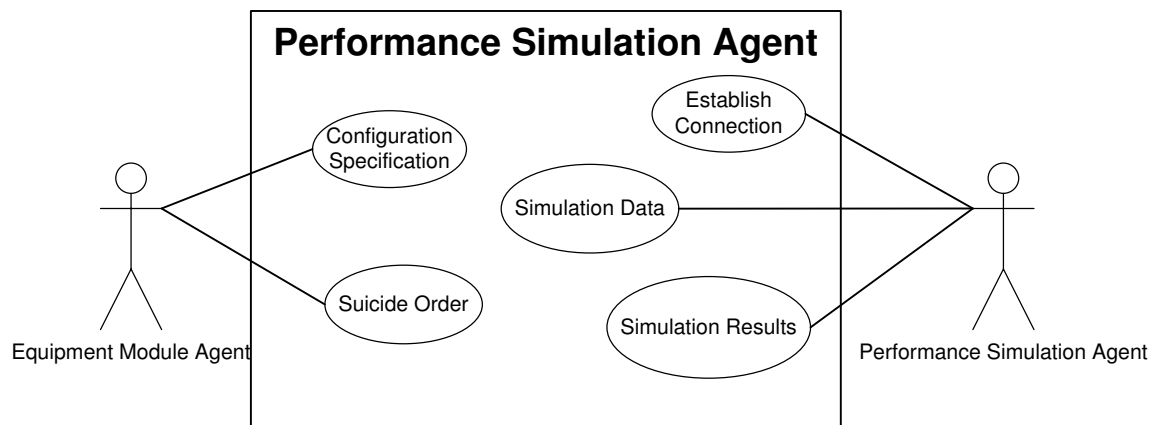 Performance Simulation Agent
Establish
Connection
Configuration
Specification
Simulation Data
Suicide Order
Simulation Results
Equipment Module Agent
Performance Simulation Agent